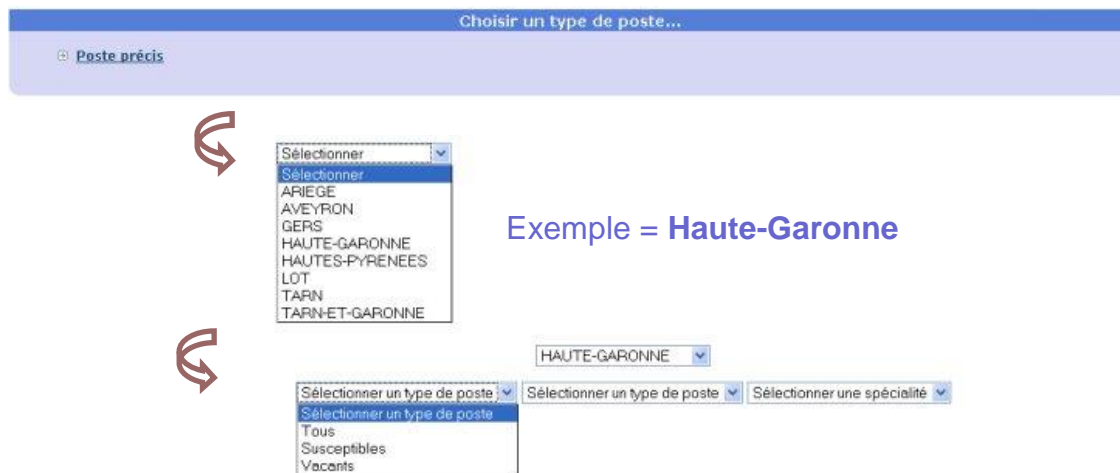 Choisir un type de poste...
Poste précis
Sélectionner
Sélectionner
ARIEGE
AVEYRON
GERS
HAUTE-GARONNE
HAUTES-PYRENEES
LOT
TARN
TARN-ET-GARONNE
Exemple = Haute-Garonne
HAUTE-GARONNE
Sélectionner un type de poste Sélectionner un type de poste Sélectionner une spécialité
Sélectionner un type de poste
Tous
Susceptibles
Vacants